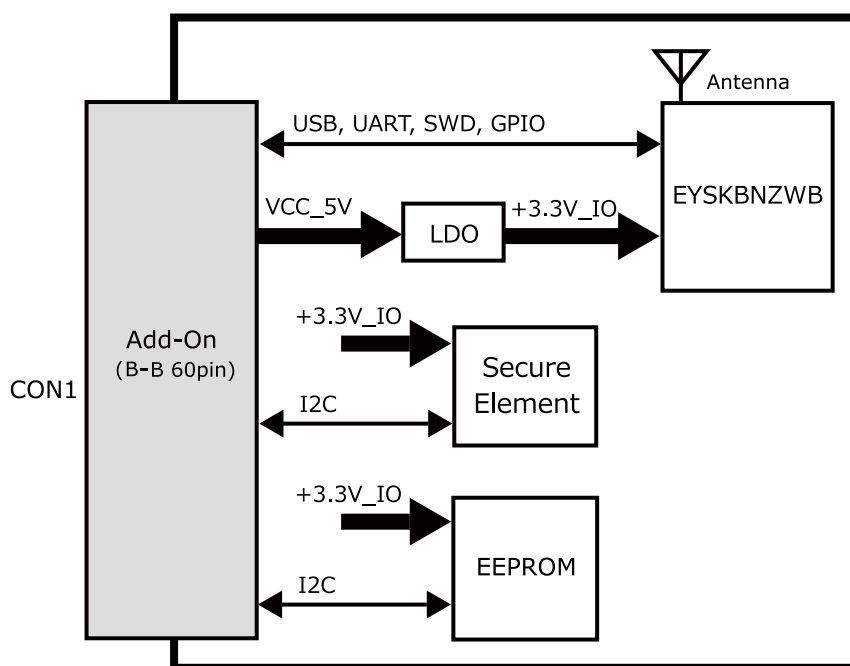 Antenna
USB, UART, SWD, GPIO
EYSKBNZWB
VCC_5V
LDO
+3.3V_IO
Add-On
(B-B 60pin)
CON1
+3.3V_IO
Secure
Element
I2C
+3.3V_IO
EEPROM
I2C